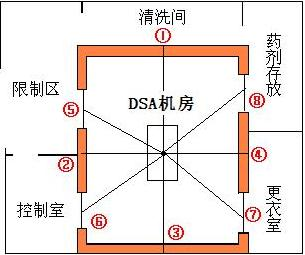 清洗间
①
药剂存放
限制区
DSA机房
⑤
⑧
②
④
控制室
更衣室
⑥
⑦
③